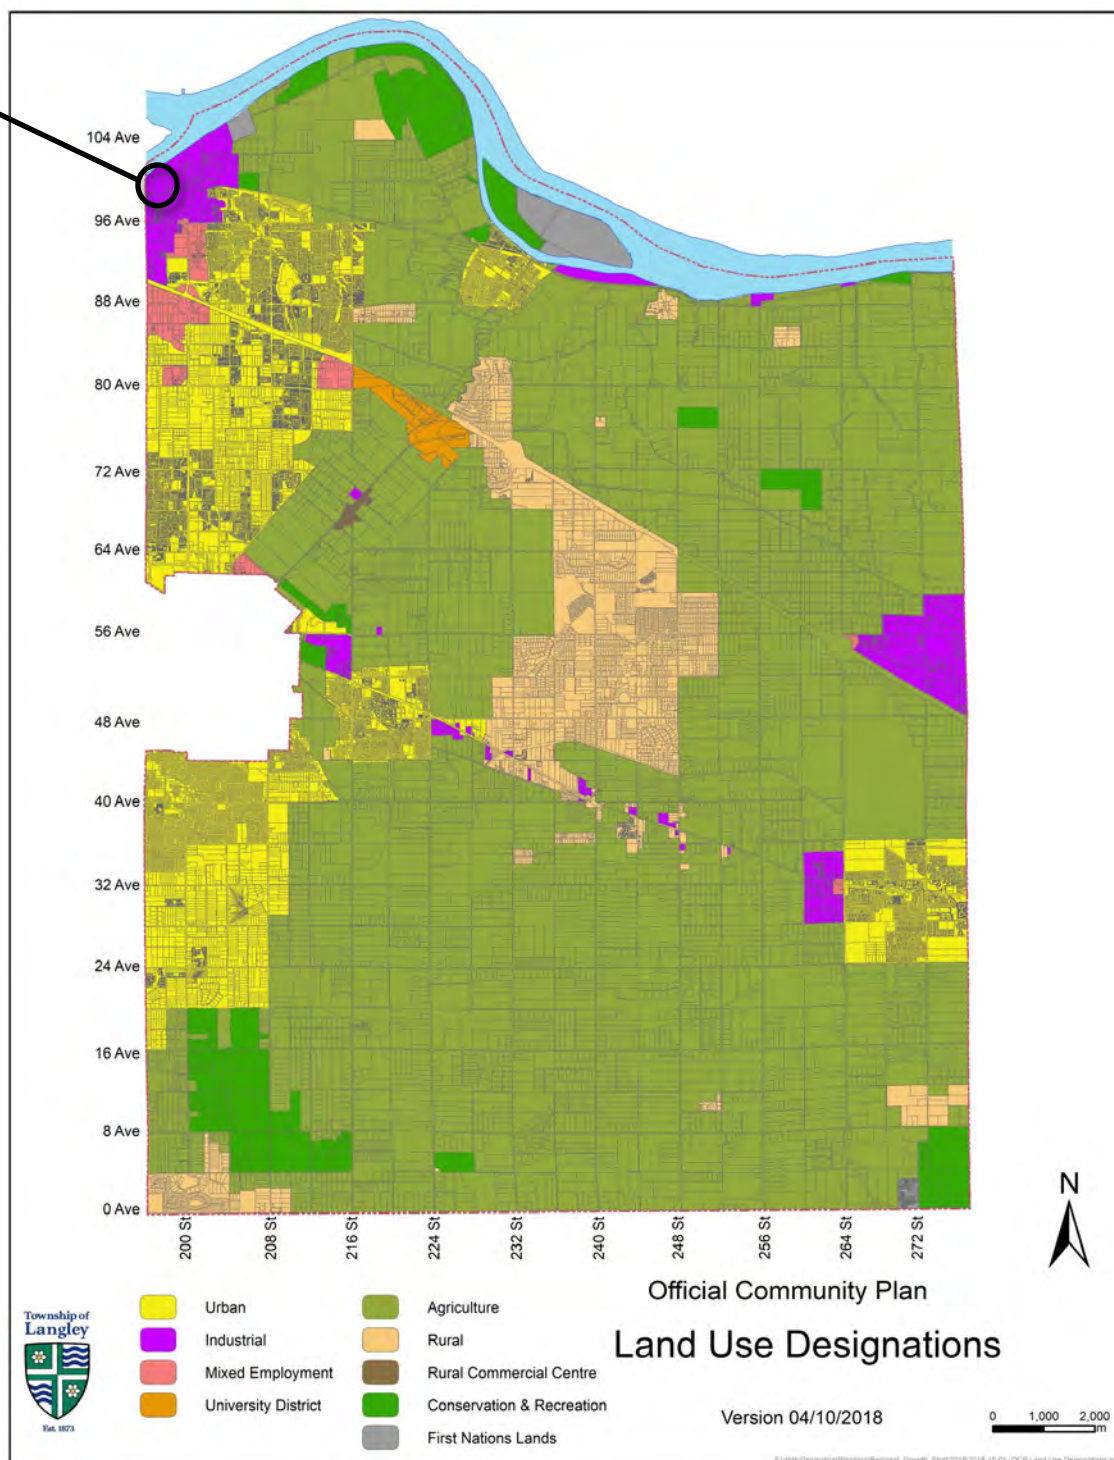 104 Ave
96 Ave
88 Ave
80 Ave
72 Ave
64 Ave
56 Ave
48 Ave
40 Ave
32 Ave
24 Ave
16 Ave
8 Ave
0 Ave
200 St
208 St
216 St
224 St
232 St
240 St
248 St
256 St
264 St
272 St
N
Official Community Plan
Land Use Designations
Version 04/10/2018
0 1,000 2,000
m
Township of
Langley
Est. 1873
Urban
Industrial
Mixed Employment
University District
Agriculture
Rural
Rural Commercial Centre
Conservation & Recreation
First Nations Lands